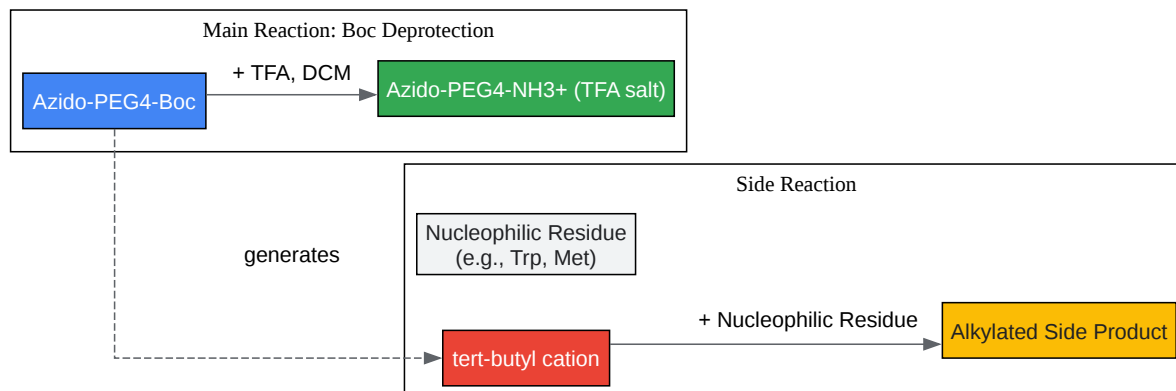 Main Reaction: Boc Deprotection
+ TFA, DCM
Azido-PEG4-Boc
Azido-PEG4-NH3+ (TFA salt)
Side Reaction
Nucleophilic Residue
(e.g., Trp, Met)
generates
+ Nucleophilic Residue
tert-butyl cation
Alkylated Side Product